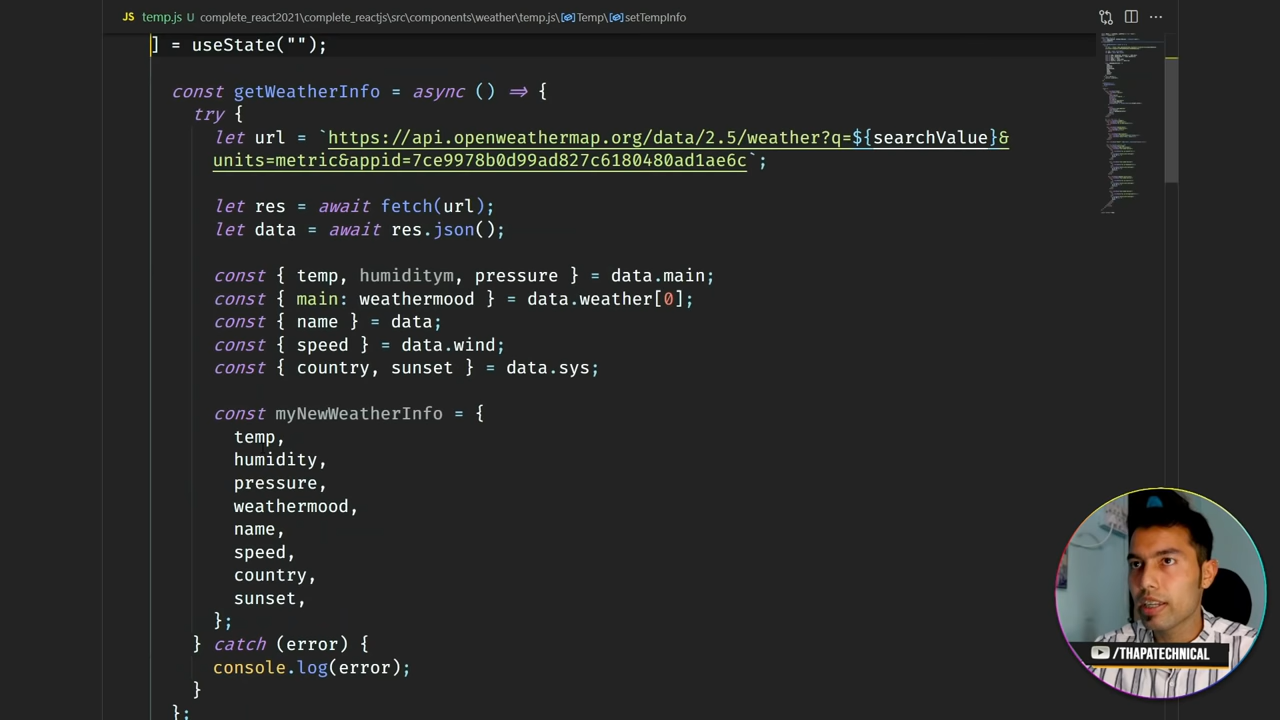 JS temp.js U complete_react2021\complete_reactjs\src\components\weather\temp.js\Temp\setTempInfo
] = useState("");
const getWeatherInfo = async () => {
try {
let url = `https://api.openweathermap.org/data/2.5/weather?q=${searchValue}&
units=metric&appid=7ee9978b0d99ad827c6180480ad1ae6c`;
let res = await fetch(url);
let data = await res.json();
const { temp, humiditym, pressure } = data.main;
const { main: weathermood } = data.weather[0];
const { name } = data;
const { speed } = data.wind;
const { country, sunset } = data.sys;
const myNewWeatherInfo = {
temp,
humidity,
pressure,
weathermood,
name,
speed,
country,
sunset,
};
} catch (error) {
console.log(error);
}
};
/THAPATECHNICAL